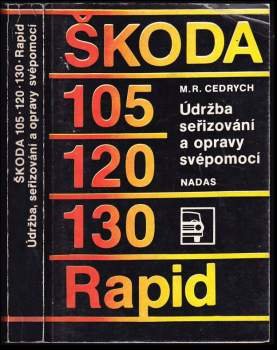 ŠKODA 105·120·130·Rapid
Údržba, seřizování a opravy svépomocí
ŠKODA
105
M. R. CEDRYCH
Údržba
seřizování
a opravy
svépomocí
NADAS
120
130
Rapid